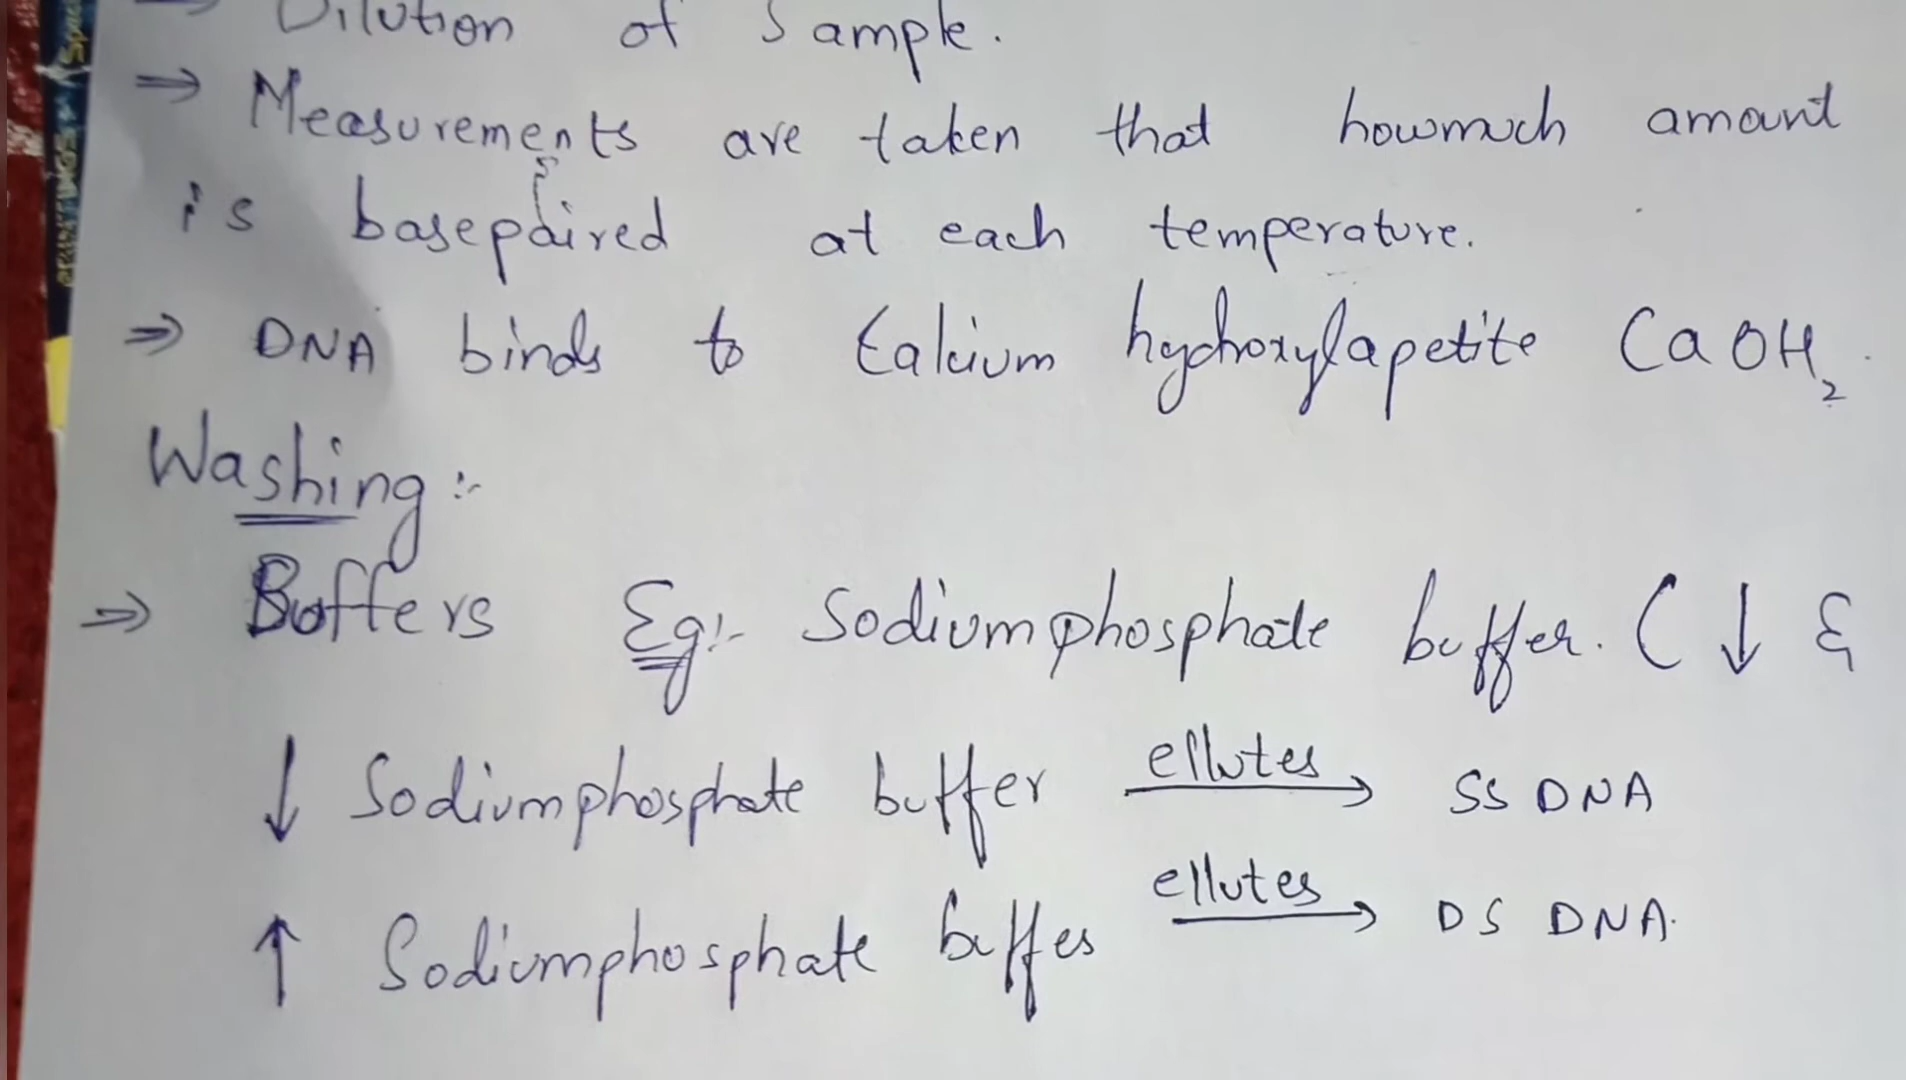 ⇒ Dilution of Sample.
⇒ Measurements are taken that howmuch amount
is basepaired at each temperature.
⇒ DNA binds to Calcium hydroxylapetite CaOH₂.
Washing :-
⇒ Buffers Eg:- Sodiumphosphate buffer. ( ↓ &
↓ Sodiumphosphate buffer ellutes → SS DNA
↑ Sodiumphosphate buffer ellutes → DS DNA.